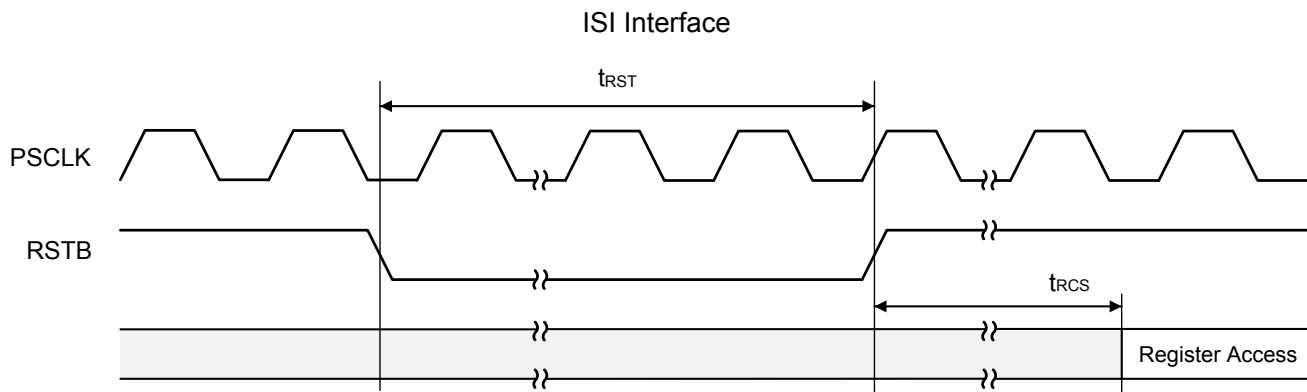 ISI Interface
tRST
PSCLK
RSTB
tRCS
Register Access